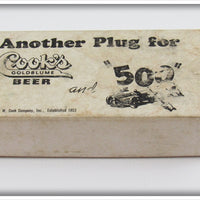 Another Plug for
Cook's
GOLDBLUME
BEER
and
"500"
W. Cook Company, Inc., Established 1853